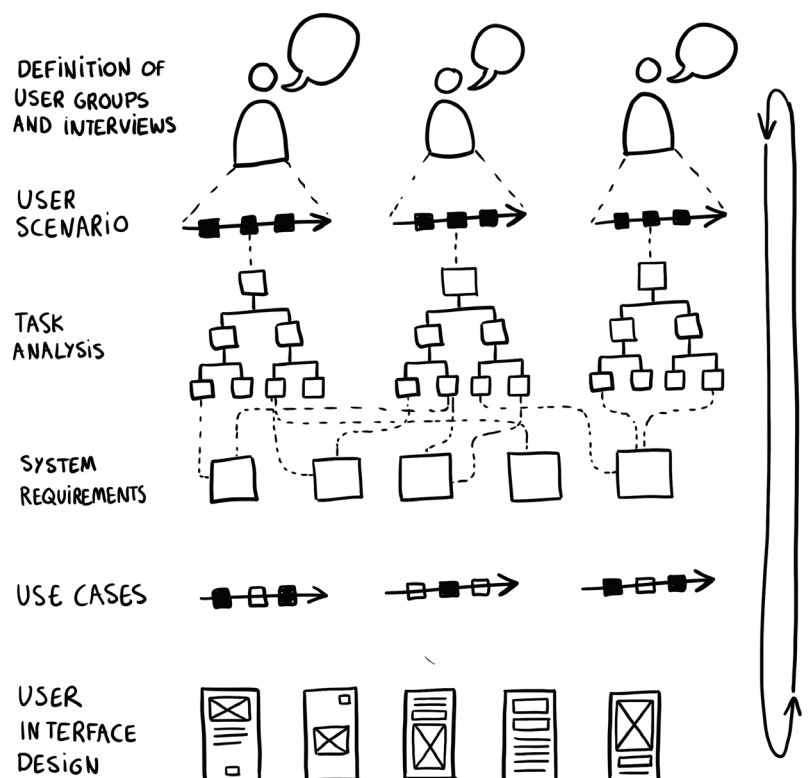 DEFINITION OF
USER GROUPS
AND INTERVIEWS
USER
SCENARIO
TASK
ANALYSIS
SYSTEM
REQUIREMENTS
USE CASES
USER
INTERFACE
DESIGN